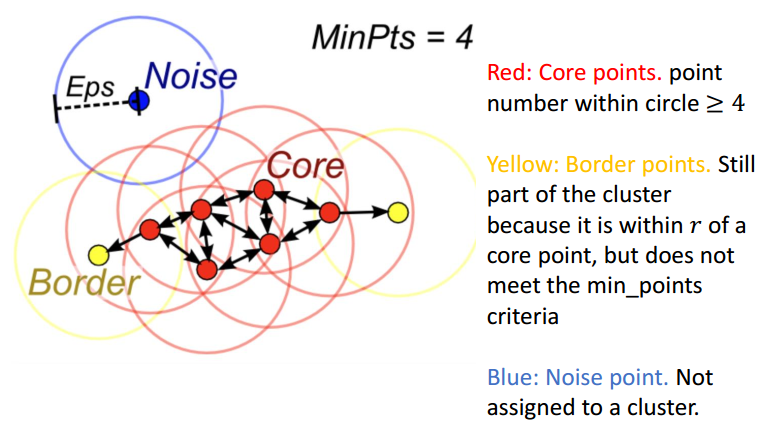 MinPts = 4
Eps
Noise
Core
Border
Red: Core points. point
number within circle ≥ 4
Yellow: Border points. Still
part of the cluster
because it is within r of a
core point, but does not
meet the min_points
criteria
Blue: Noise point. Not
assigned to a cluster.